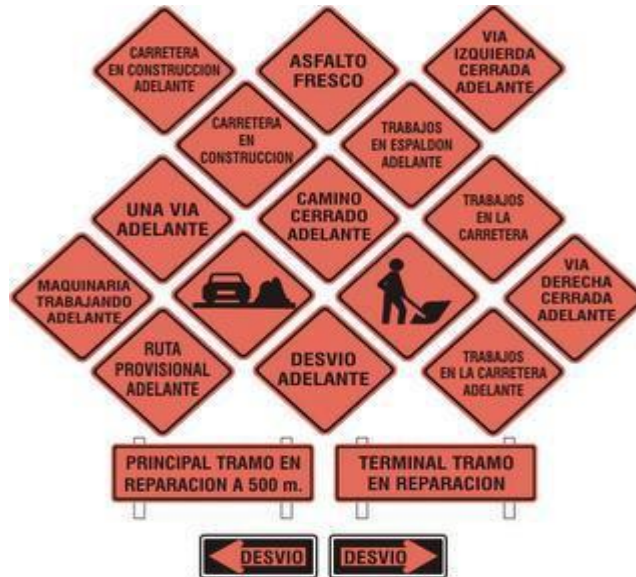 CARRETERA
EN CONSTRUCCION
ADELANTE
ASFALTO
FRESCO
VIA
IZQUIERDA
CERRADA
ADELANTE
CARRETERA
EN
CONSTRUCCION
TRABAJOS
EN ESPALDON
ADELANTE
UNA VIA
ADELANTE
CAMINO
CERRADO
ADELANTE
TRABAJOS
EN LA
CARRETERA
MAQUINARIA
TRABAJANDO
ADELANTE
VIA
DERECHA
CERRADA
ADELANTE
RUTA
PROVISIONAL
ADELANTE
DESVIO
ADELANTE
TRABAJOS
EN LA CARRETERA
ADELANTE
PRINCIPAL TRAMO EN
REPARACION A 500 m.
TERMINAL TRAMO
EN REPARACION
DESVIO
DESVIO